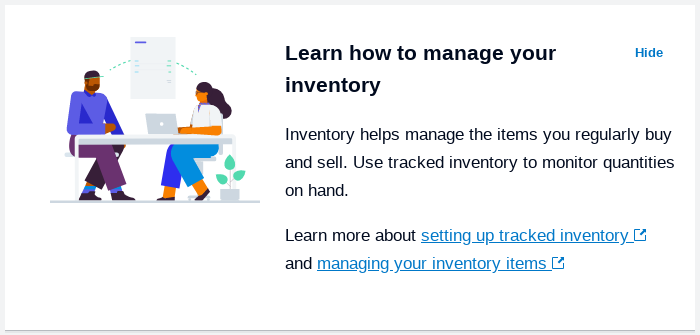 Learn how to manage your
Hide
inventory
Inventory helps manage the items you regularly buy
and sell. Use tracked inventory to monitor quantities
on hand.
Learn more about setting up tracked inventory
and managing your inventory items